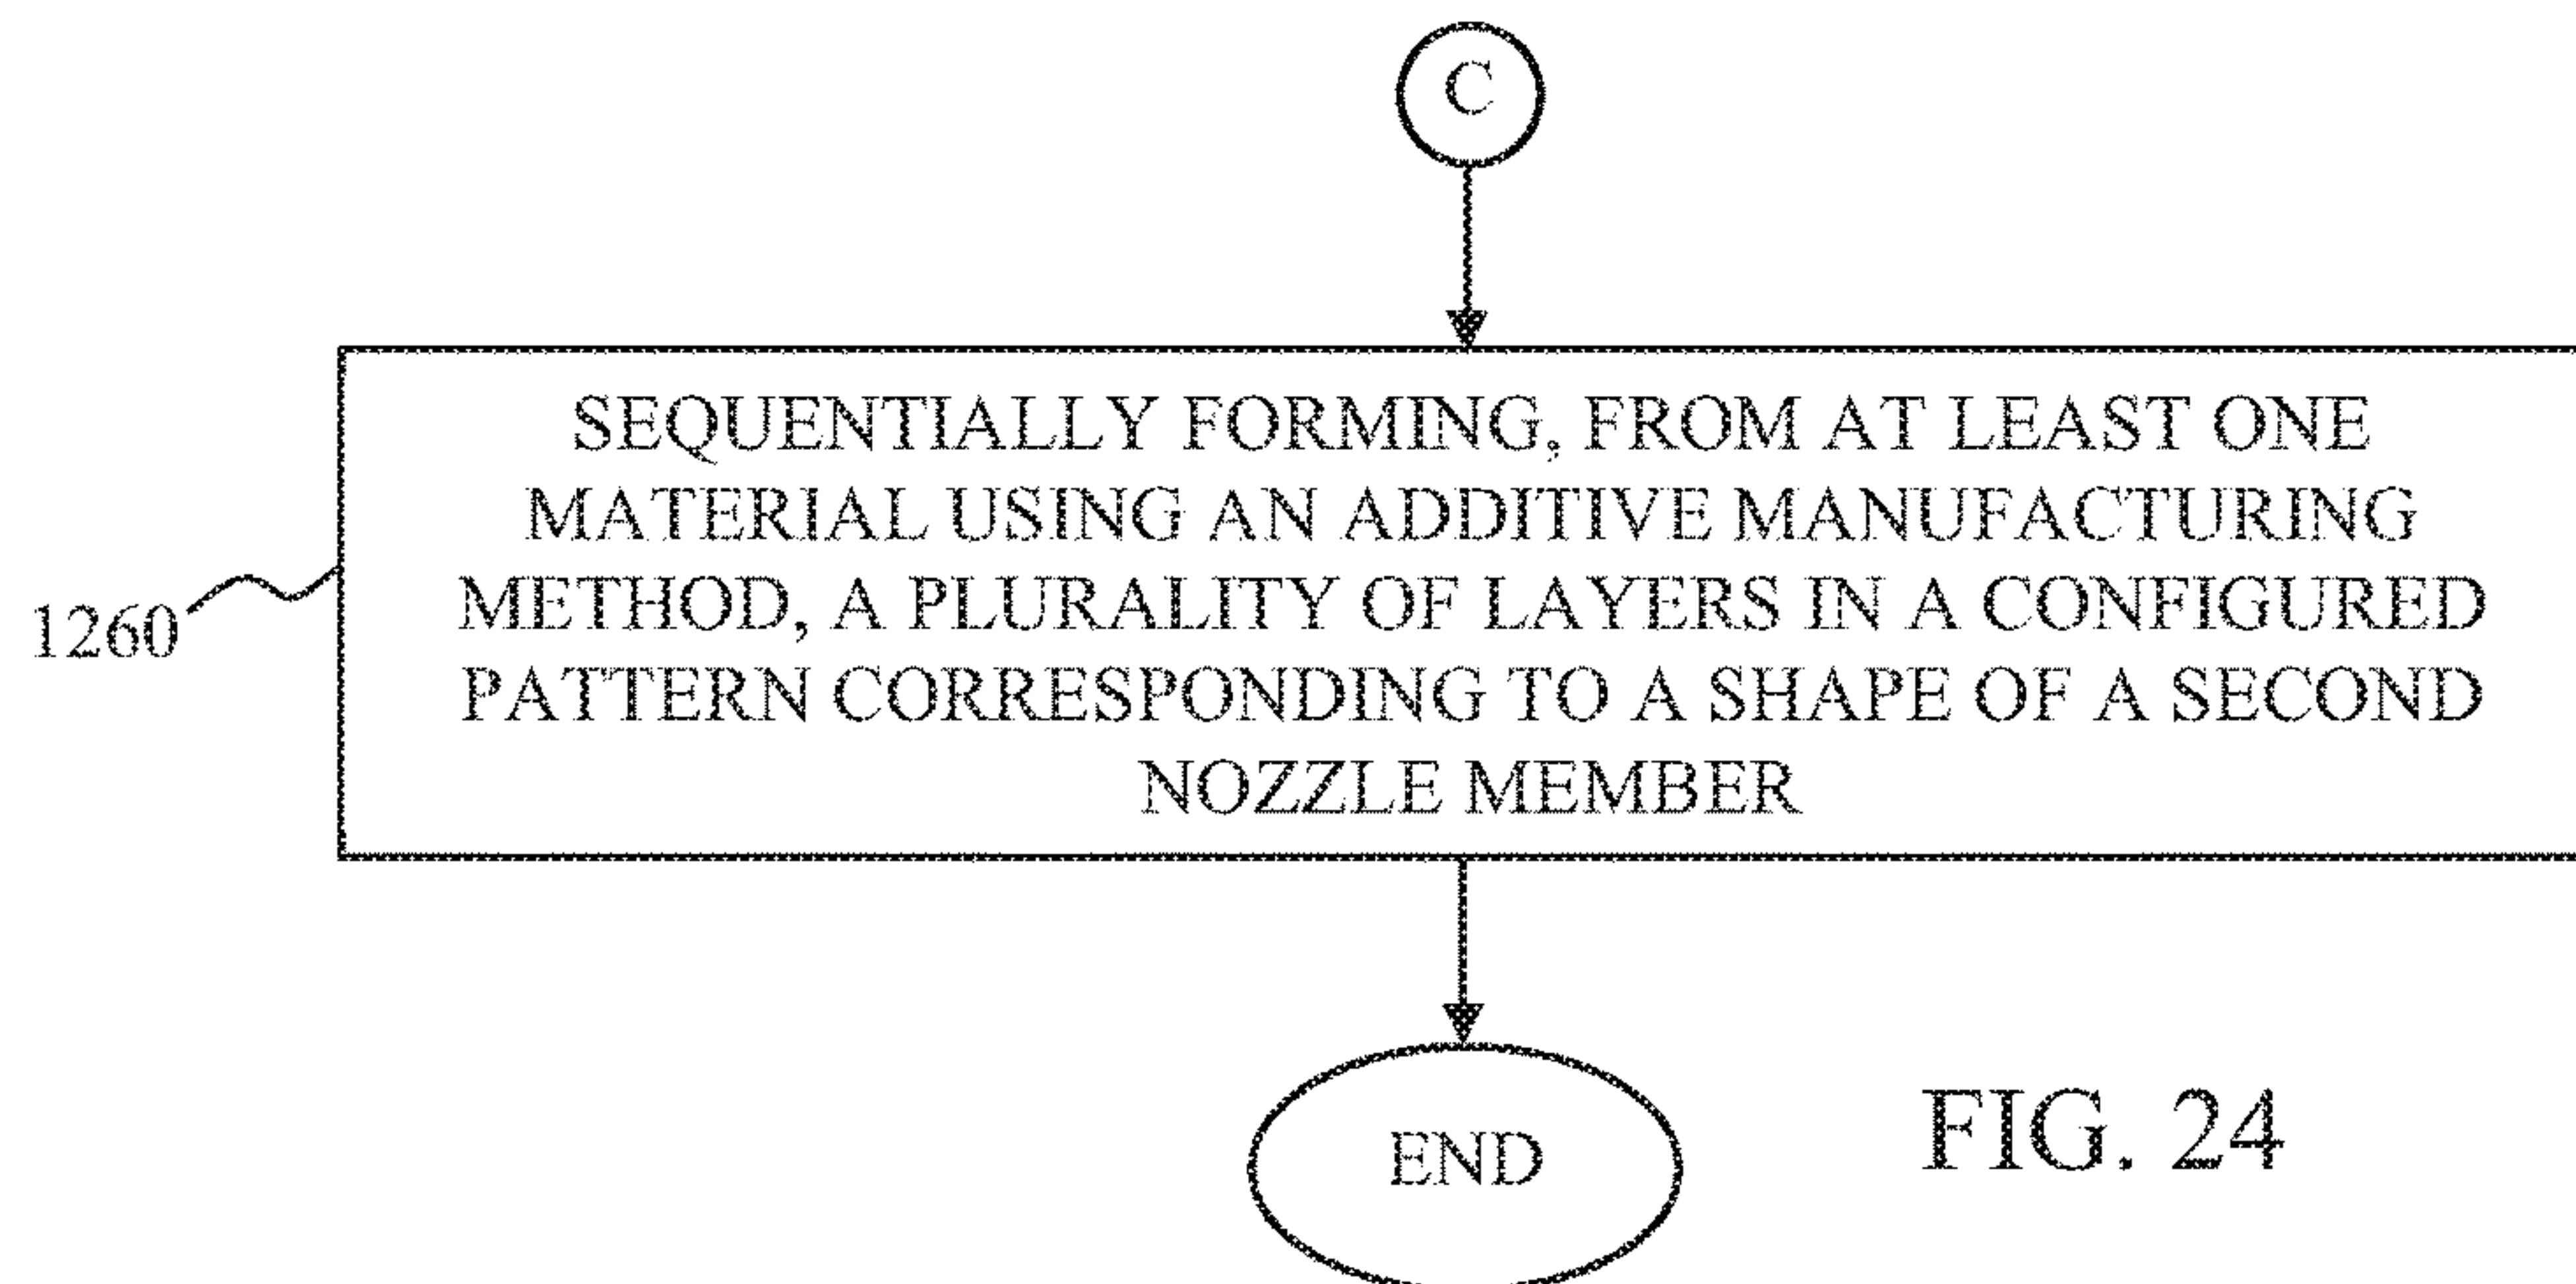 C
SEQUENTIALLY FORMING, FROM AT LEAST ONE
MATERIAL USING AN ADDITIVE MANUFACTURING
METHOD, A PLURALITY OF LAYERS IN A CONFIGURED
PATTERN CORRESPONDING TO A SHAPE OF A SECOND
NOZZLE MEMBER
1260
END
FIG. 24